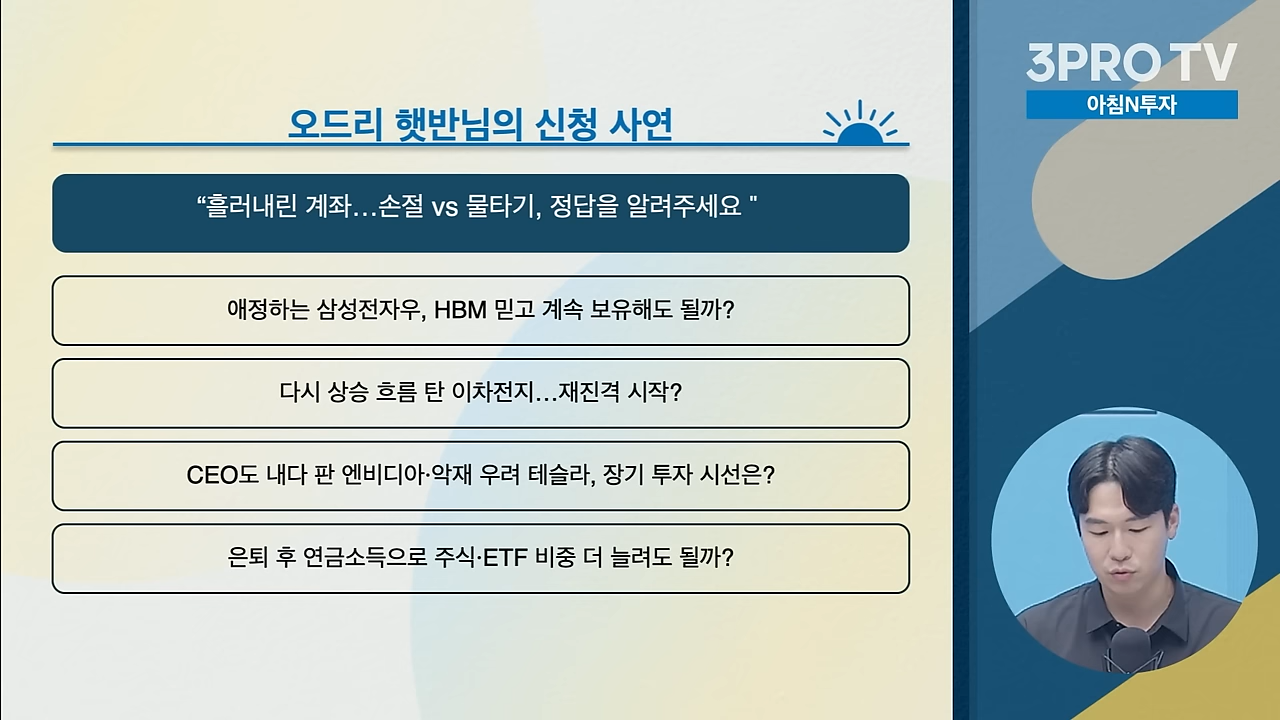 오드리 햇반님의 신청 사연
“흘러내린 계좌...손절 vs 물타기, 정답을 알려주세요 "
애정하는 삼성전자우, HBM 믿고 계속 보유해도 될까?
다시 상승 흐름 탄 이차전지...재진격 시작?
CEO도 내다 판 엔비디아·악재 우려 테슬라, 장기 투자 시선은?
은퇴 후 연금소득으로 주식·ETF 비중 더 늘려도 될까?
3PRO TV
아침N투자